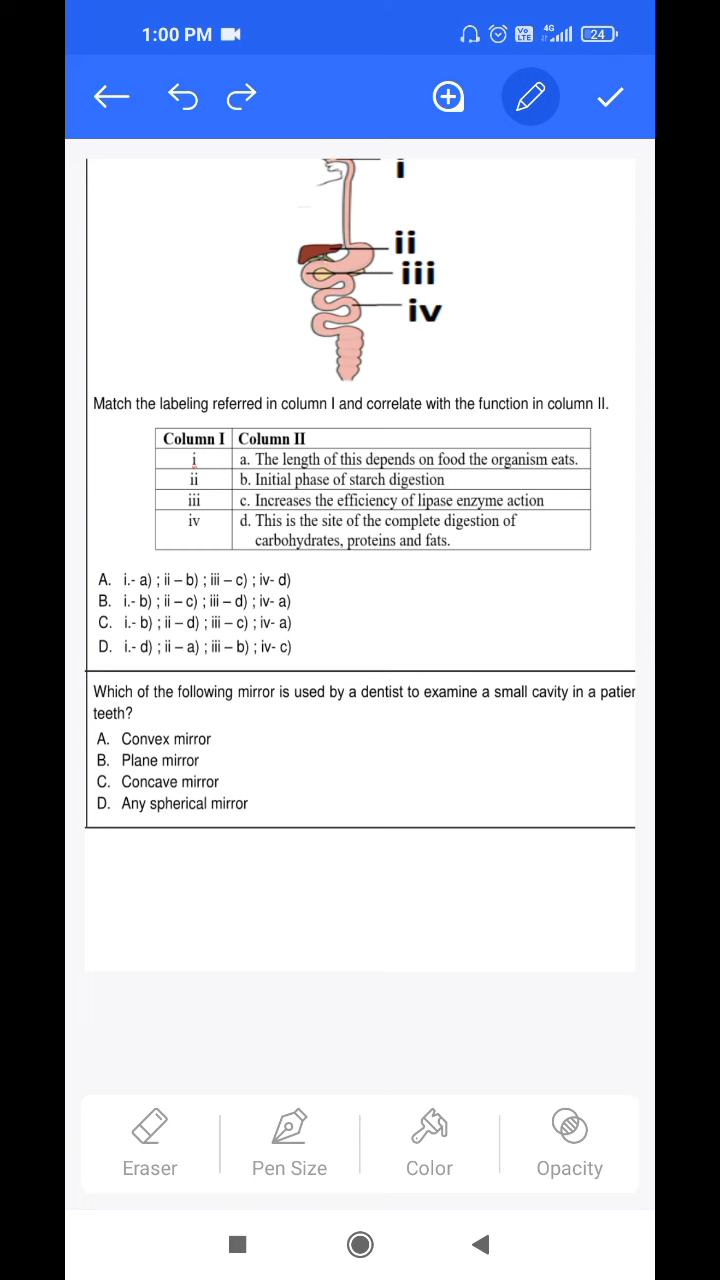 1:00 PM
Vo LTE 4G 24
i
ii
iii
iv
Match the labeling referred in column I and correlate with the function in column II.
Column I Column II
i a. The length of this depends on food the organism eats.
ii b. Initial phase of starch digestion
iii c. Increases the efficiency of lipase enzyme action
iv d. This is the site of the complete digestion of
carbohydrates, proteins and fats.
A. i.- a) ; ii – b) ; iii – c) ; iv- d)
B. i.- b) ; ii – c) ; iii – d) ; iv- a)
C. i.- b) ; ii – d) ; iii – c) ; iv- a)
D. i.- d) ; ii – a) ; iii – b) ; iv- c)
Which of the following mirror is used by a dentist to examine a small cavity in a patier
teeth?
A. Convex mirror
B. Plane mirror
C. Concave mirror
D. Any spherical mirror
Eraser Pen Size Color Opacity